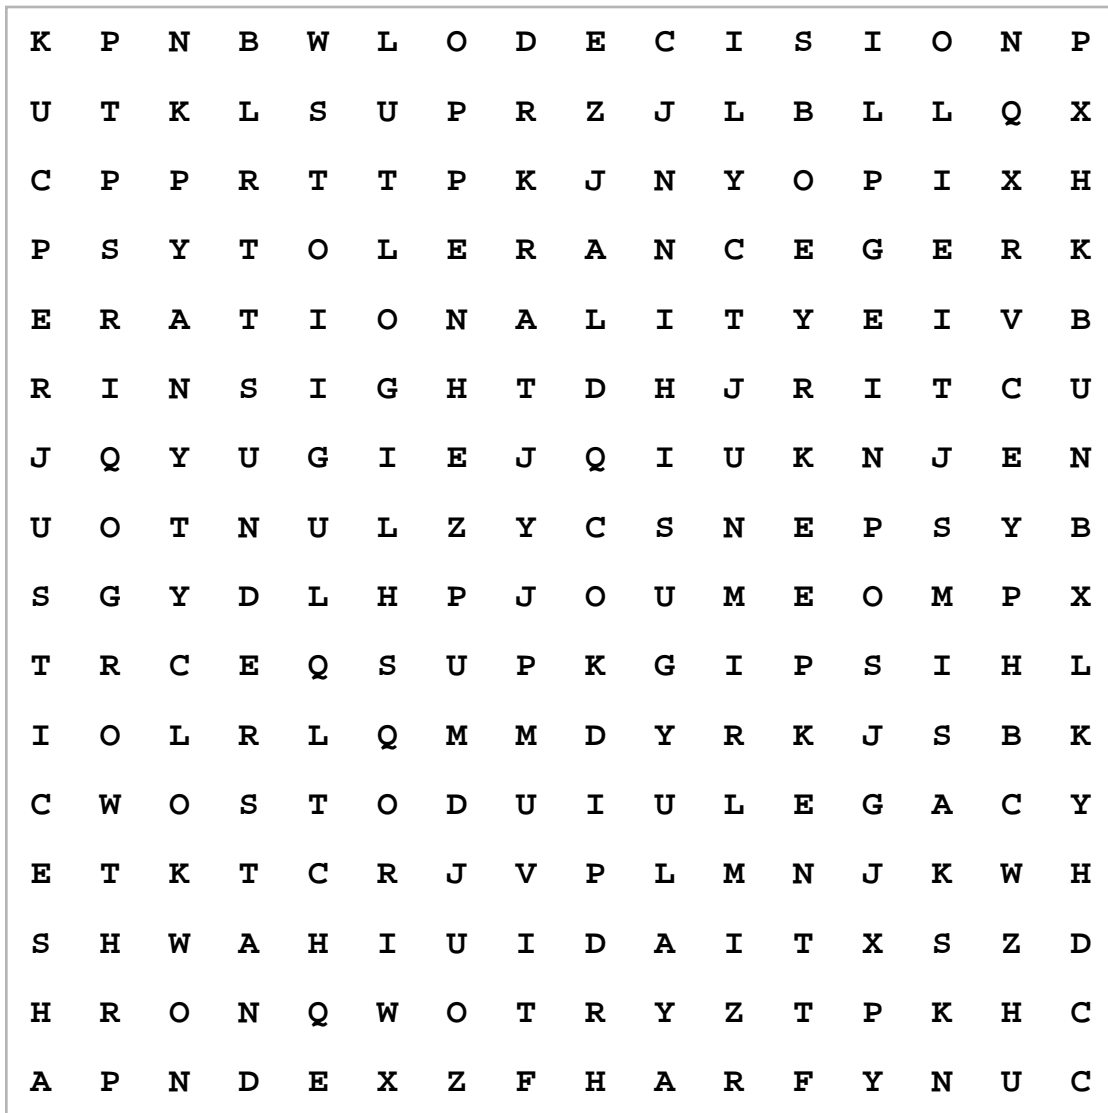 K P N B W L O D E C I S I O N P
U T K L S U P R Z J L B L L Q X
C P P R T T P K J N Y O P I X H
P S Y T O L E R A N C E G E R K
E R A T I O N A L I T Y E I V B
R I N S I G H T D H J R I T C U
J Q Y U G I E J Q I U K N J E N
U O T N U L Z Y C S N E P S Y B
S G Y D L H P J O U M E O M P X
T R C E Q S U P K G I P S I H L
I O L R L Q M M D Y R K J S B K
C W O S T O D U I U L E G A C Y
E T K T C R J V P L M N J K W H
S H W A H I U I D A I T X S Z D
H R O N Q W O T R Y Z T P K H C
A P N D E X Z F H A R F Y N U C